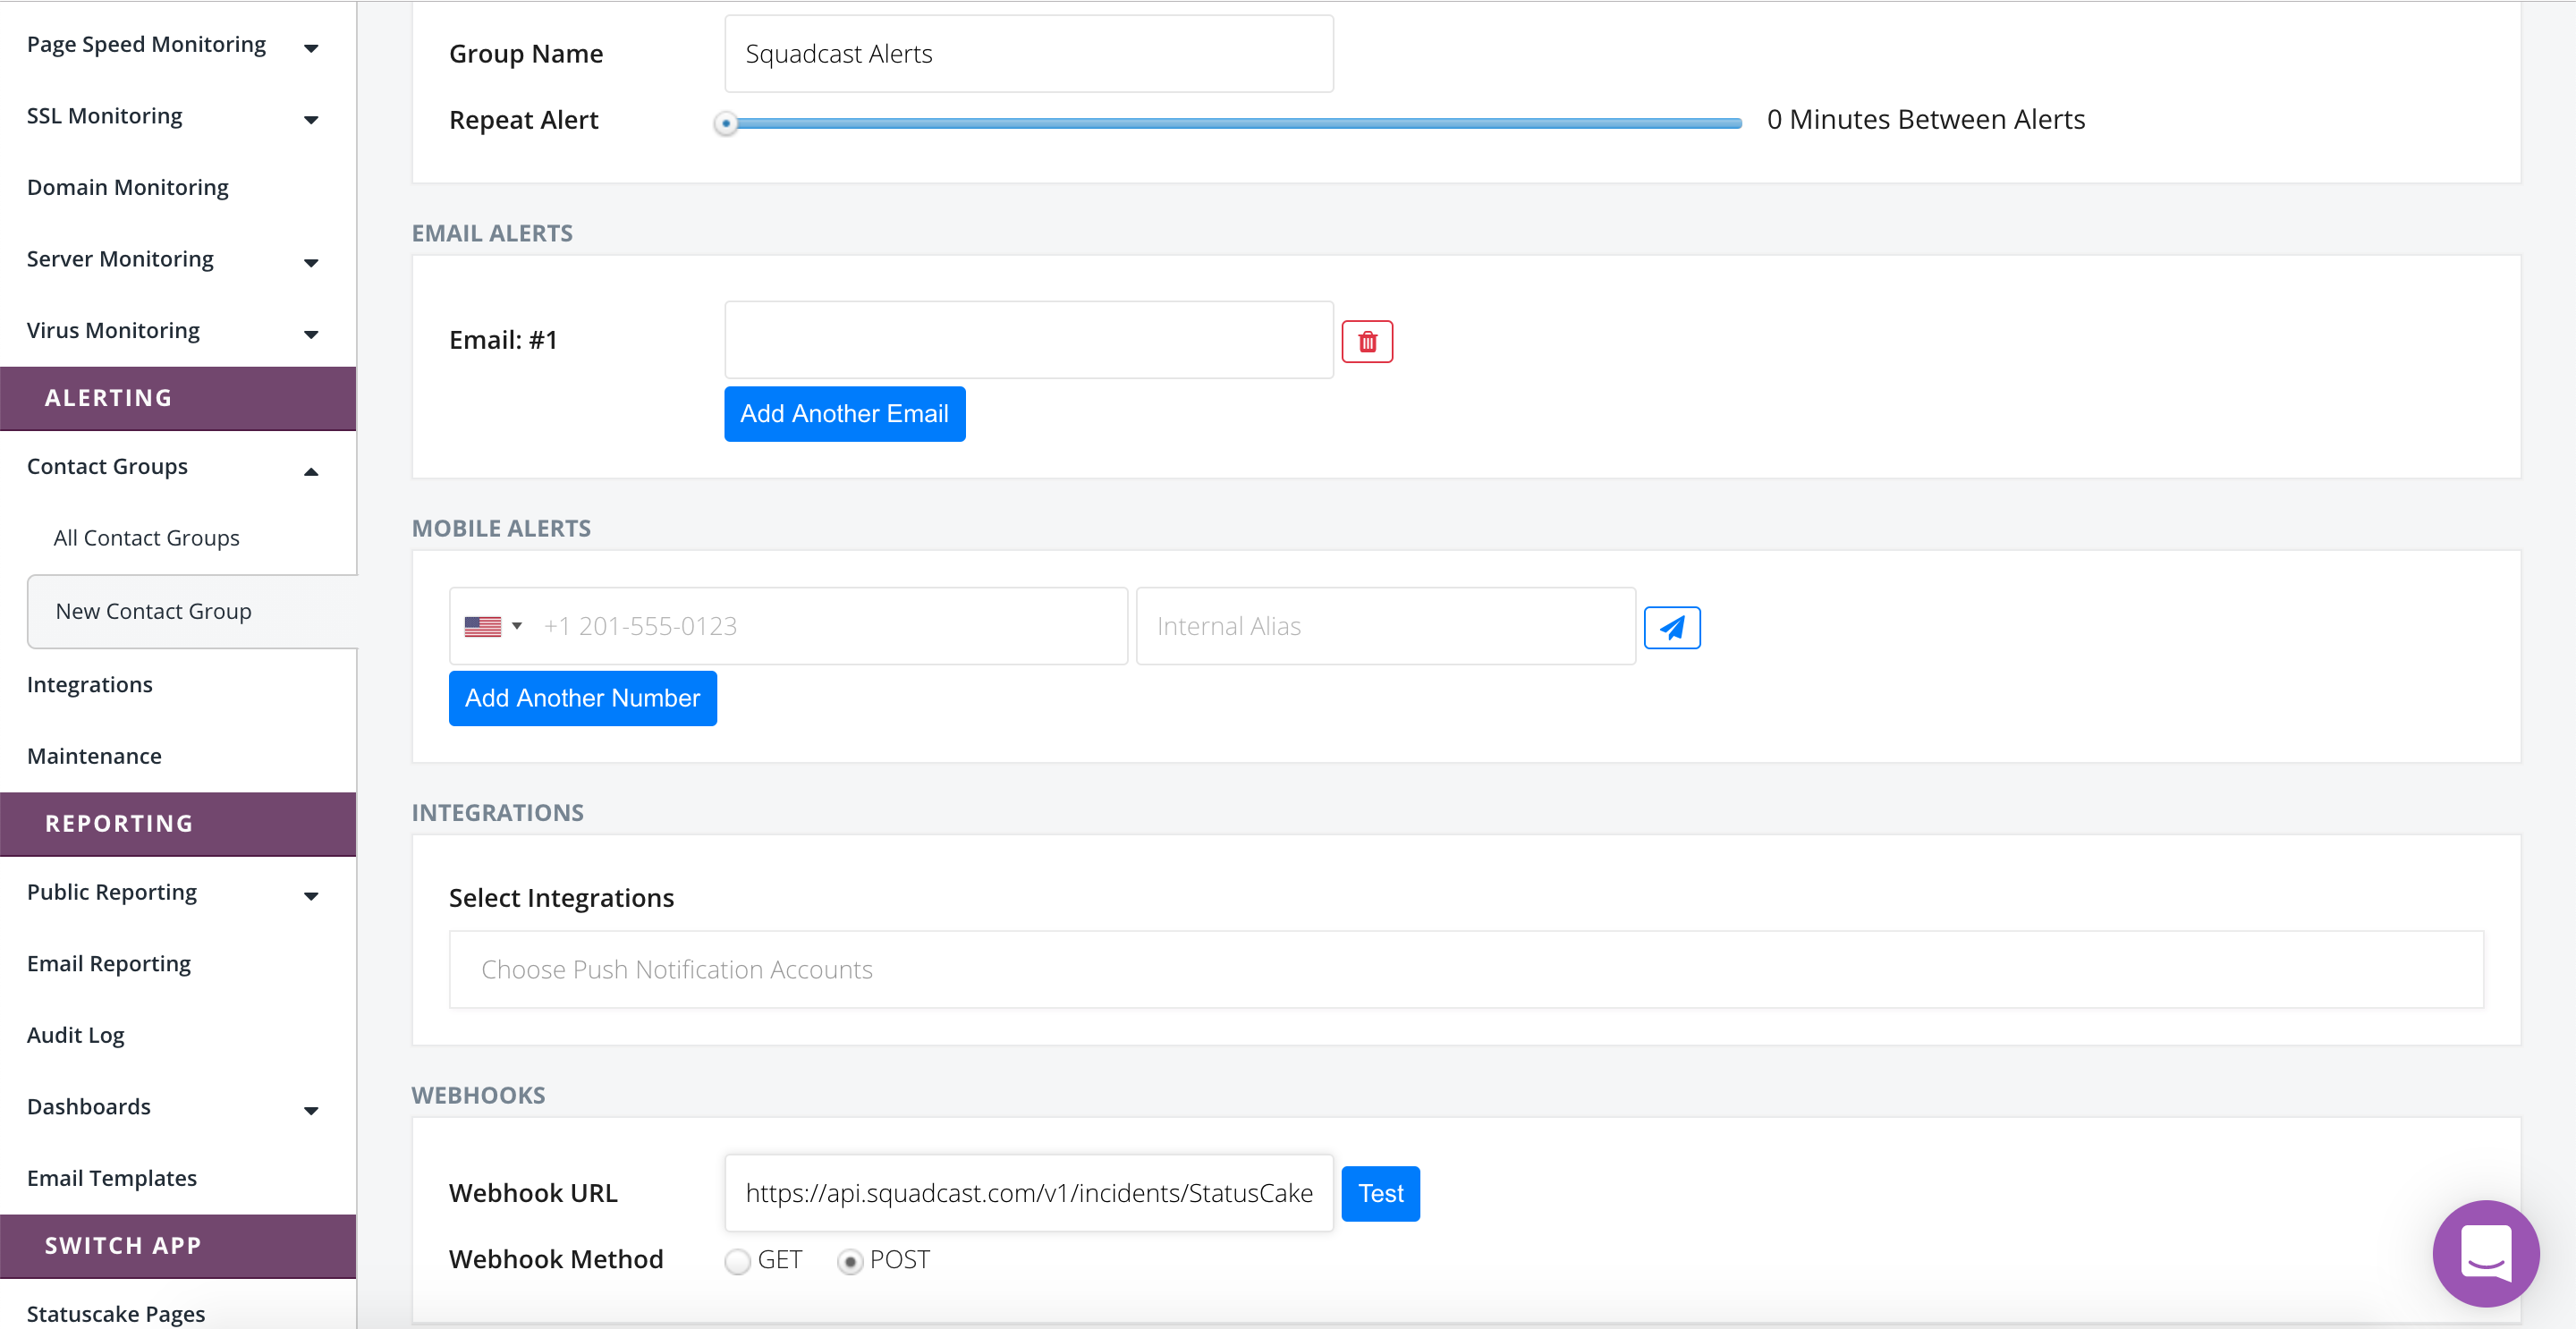 Page Speed Monitoring
SSL Monitoring
Domain Monitoring
Server Monitoring
Virus Monitoring
ALERTING
Contact Groups
All Contact Groups
New Contact Group
Integrations
Maintenance
REPORTING
Public Reporting
Email Reporting
Audit Log
Dashboards
Email Templates
SWITCH APP
Statuscake Pages
Group Name
Squadcast Alerts
Repeat Alert
0 Minutes Between Alerts
EMAIL ALERTS
Email: #1
Add Another Email
MOBILE ALERTS
+1 201-555-0123
Internal Alias
Add Another Number
INTEGRATIONS
Select Integrations
Choose Push Notification Accounts
WEBHOOKS
Webhook URL
https://api.squadcast.com/v1/incidents/StatusCake
Test
Webhook Method
GET
POST